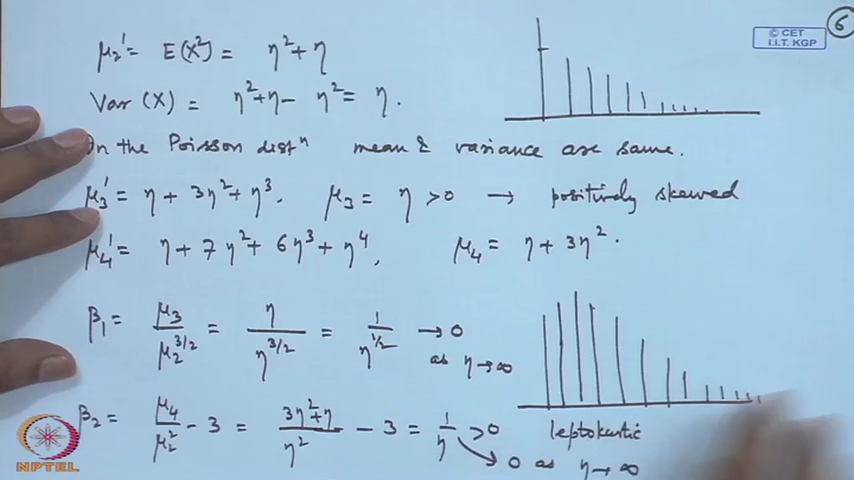 6
© CET
I.I.T. KGP
μ₂' = E(X²) = η² + η
Var (X) = η² + η − η² = η.
In the Poisson distⁿ mean & variance are same.
μ₃' = η + 3η² + η³. μ₃ = η > 0 → positively skewed
μ₄' = η + 7η² + 6η³ + η⁴, μ₄ = η + 3η².
β₁ = μ₃/μ₂^{3/2} = η/η^{3/2} = 1/η^{1/2} → 0
as η → ∞
β₂ = μ₄/μ₂² − 3 = (3η² + η)/η² − 3 = 1/η > 0
leptokurtic
→ 0 as η → ∞
NPTEL